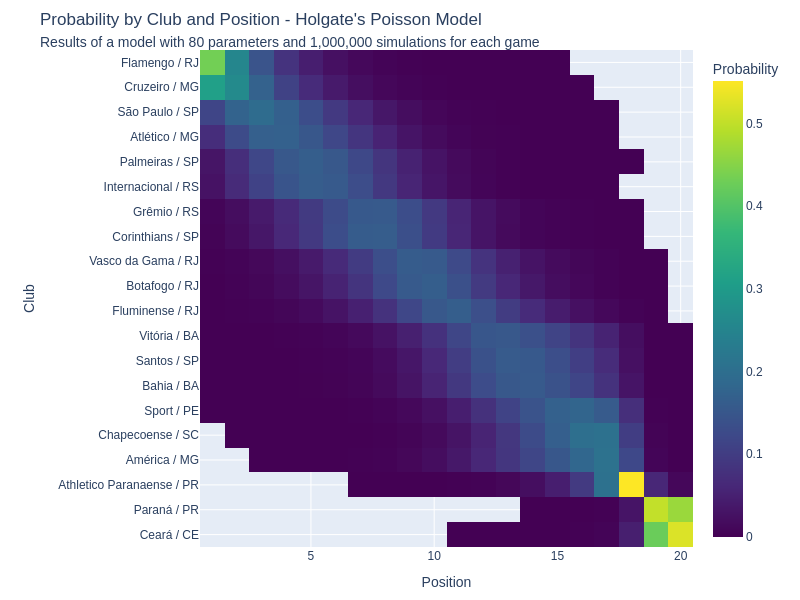 Probability by Club and Position - Holgate's Poisson Model
Results of a model with 80 parameters and 1,000,000 simulations for each game
Probability
Flamengo / RJ
Cruzeiro / MG
São Paulo / SP
Atlético / MG
Palmeiras / SP
Internacional / RS
Grêmio / RS
Corinthians / SP
Vasco da Gama / RJ
Botafogo / RJ
Fluminense / RJ
Vitória / BA
Santos / SP
Bahia / BA
Sport / PE
Chapecoense / SC
América / MG
Athletico Paranaense / PR
Paraná / PR
Ceará / CE
Club
5
10
15
20
Position
0.5
0.4
0.3
0.2
0.1
0